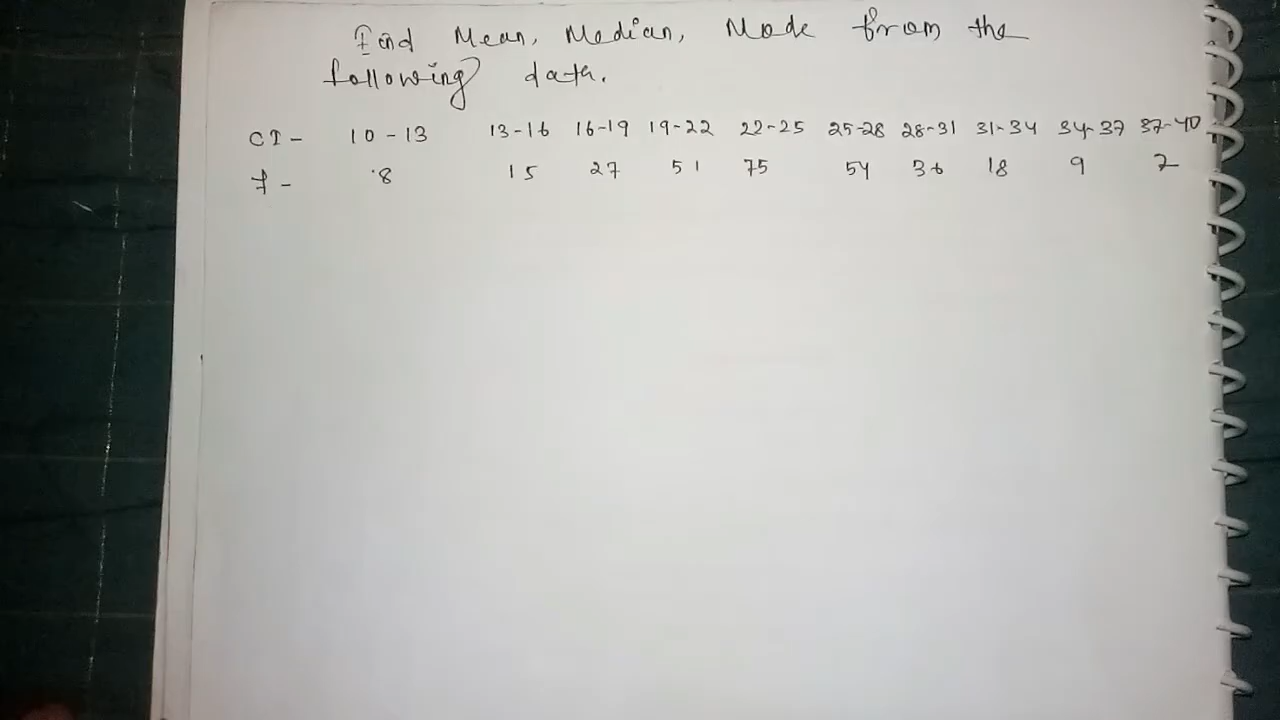 Find Mean, Median, Mode from the
following data.
CI - 10-13 13-16 16-19 19-22 22-25 25-28 28-31 31-34 34-37 37-40
f - 8 15 27 51 75 54 36 18 9 7